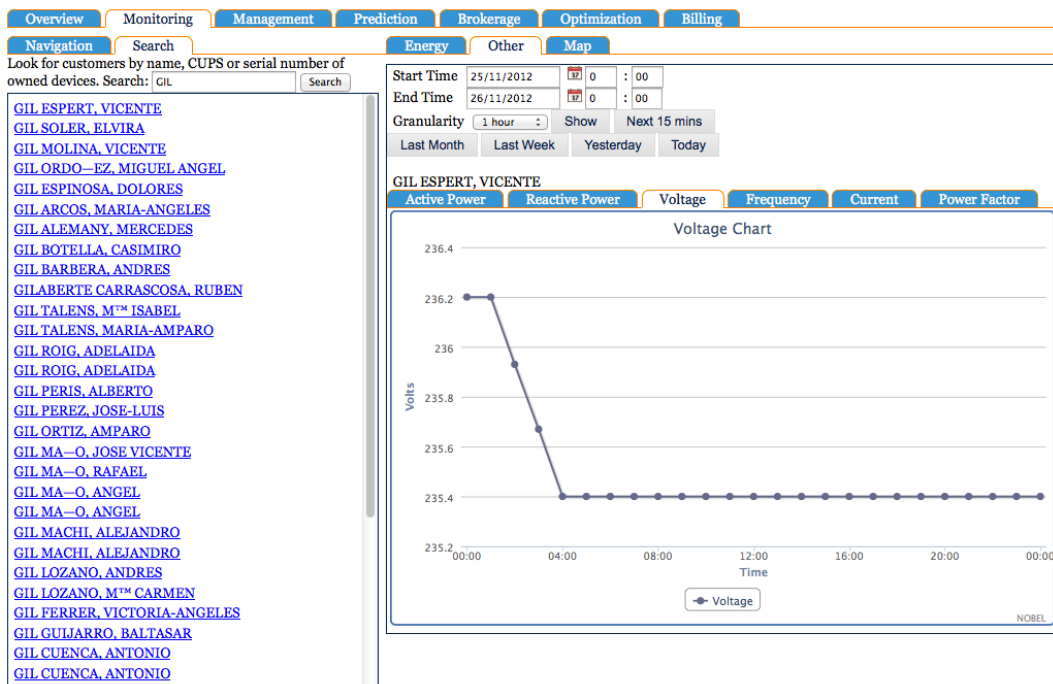 Overview Monitoring Management Prediction Brokerage Optimization Billing
Navigation Search
Look for customers by name, CUPS or serial number of
owned devices. Search: GIL Search
GIL ESPERT, VICENTE
GIL SOLER, ELVIRA
GIL MOLINA, VICENTE
GIL ORDO—EZ, MIGUEL ANGEL
GIL ESPINOSA, DOLORES
GIL ARCOS, MARIA-ANGELES
GIL ALEMANY, MERCEDES
GIL BOTELLA, CASIMIRO
GIL BARBERA, ANDRES
GILABERTE CARRASCOSA, RUBEN
GIL TALENS, M™ ISABEL
GIL TALENS, MARIA-AMPARO
GIL ROIG, ADELAIDA
GIL ROIG, ADELAIDA
GIL PERIS, ALBERTO
GIL PEREZ, JOSE-LUIS
GIL ORTIZ, AMPARO
GIL MA—O, JOSE VICENTE
GIL MA—O, RAFAEL
GIL MA—O, ANGEL
GIL MA—O, ANGEL
GIL MACHI, ALEJANDRO
GIL MACHI, ALEJANDRO
GIL LOZANO, ANDRES
GIL LOZANO, M™ CARMEN
GIL FERRER, VICTORIA-ANGELES
GIL GUIJARRO, BALTASAR
GIL CUENCA, ANTONIO
GIL CUENCA, ANTONIO
Energy Other Map
Start Time 25/11/2012 37 0 : 00
End Time 26/11/2012 37 0 : 00
Granularity 1 hour Show Next 15 mins
Last Month Last Week Yesterday Today
GIL ESPERT, VICENTE
Active Power Reactive Power Voltage Frequency Current Power Factor
Voltage Chart
236.4
236.2
236
235.8
235.6
235.4
235.2
Volts
00:00 04:00 08:00 12:00 16:00 20:00 00:00
Time
Voltage
NOBEL